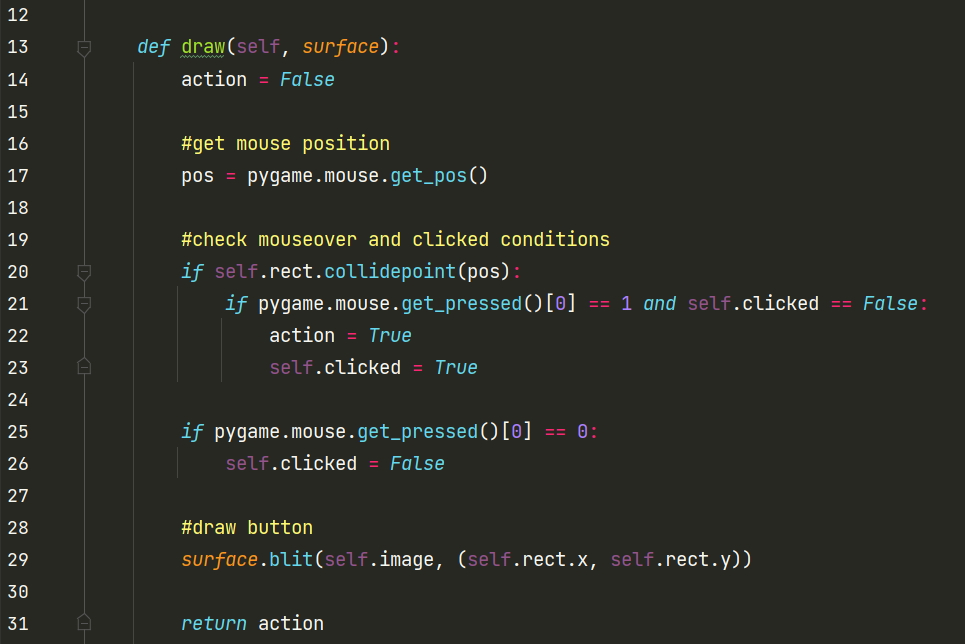 12
13 def draw(self, surface):
14 action = False
15
16 #get mouse position
17 pos = pygame.mouse.get_pos()
18
19 #check mouseover and clicked conditions
20 if self.rect.collidepoint(pos):
21 if pygame.mouse.get_pressed()[0] == 1 and self.clicked == False:
22 action = True
23 self.clicked = True
24
25 if pygame.mouse.get_pressed()[0] == 0:
26 self.clicked = False
27
28 #draw button
29 surface.blit(self.image, (self.rect.x, self.rect.y))
30
31 return action